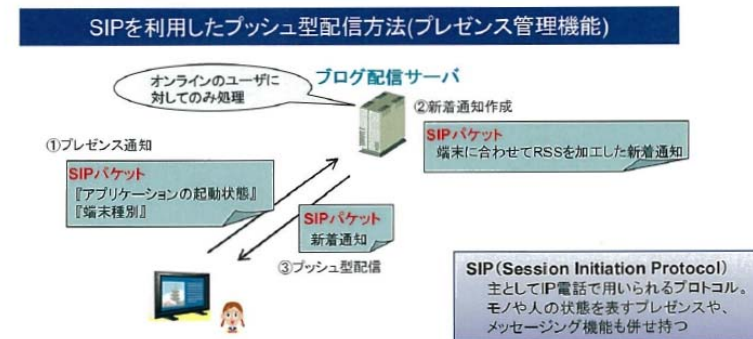 SIPを利用したプッシュ型配信方法(プレゼンス管理機能)
オンラインのユーザに
対してのみ処理
ブログ配信サーバ
②新着通知作成
SIPパケット
端末に合わせてRSSを加工した新着通知
①プレゼンス通知
SIPパケット
『アプリケーションの起動状態』
『端末種別』
SIPパケット
新着通知
③プッシュ型配信
SIP(Session Initiation Protocol)
主としてIP電話で用いられるプロトコル。
モノや人の状態を表すプレゼンスや、
メッセージング機能も併せ持つ